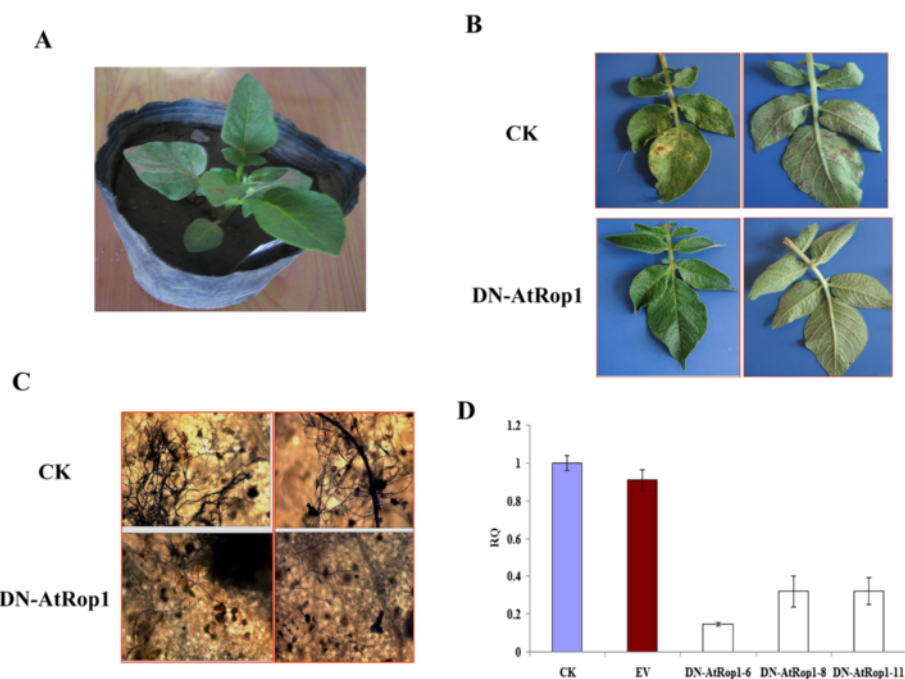 A
B
CK
DN-AtRop1
C
CK
DN-AtRop1
D
1.2
1
0.8
0.6
0.4
0.2
0
RQ
CK EV DN-AtRop1-6 DN-AtRop1-8 DN-AtRop1-11